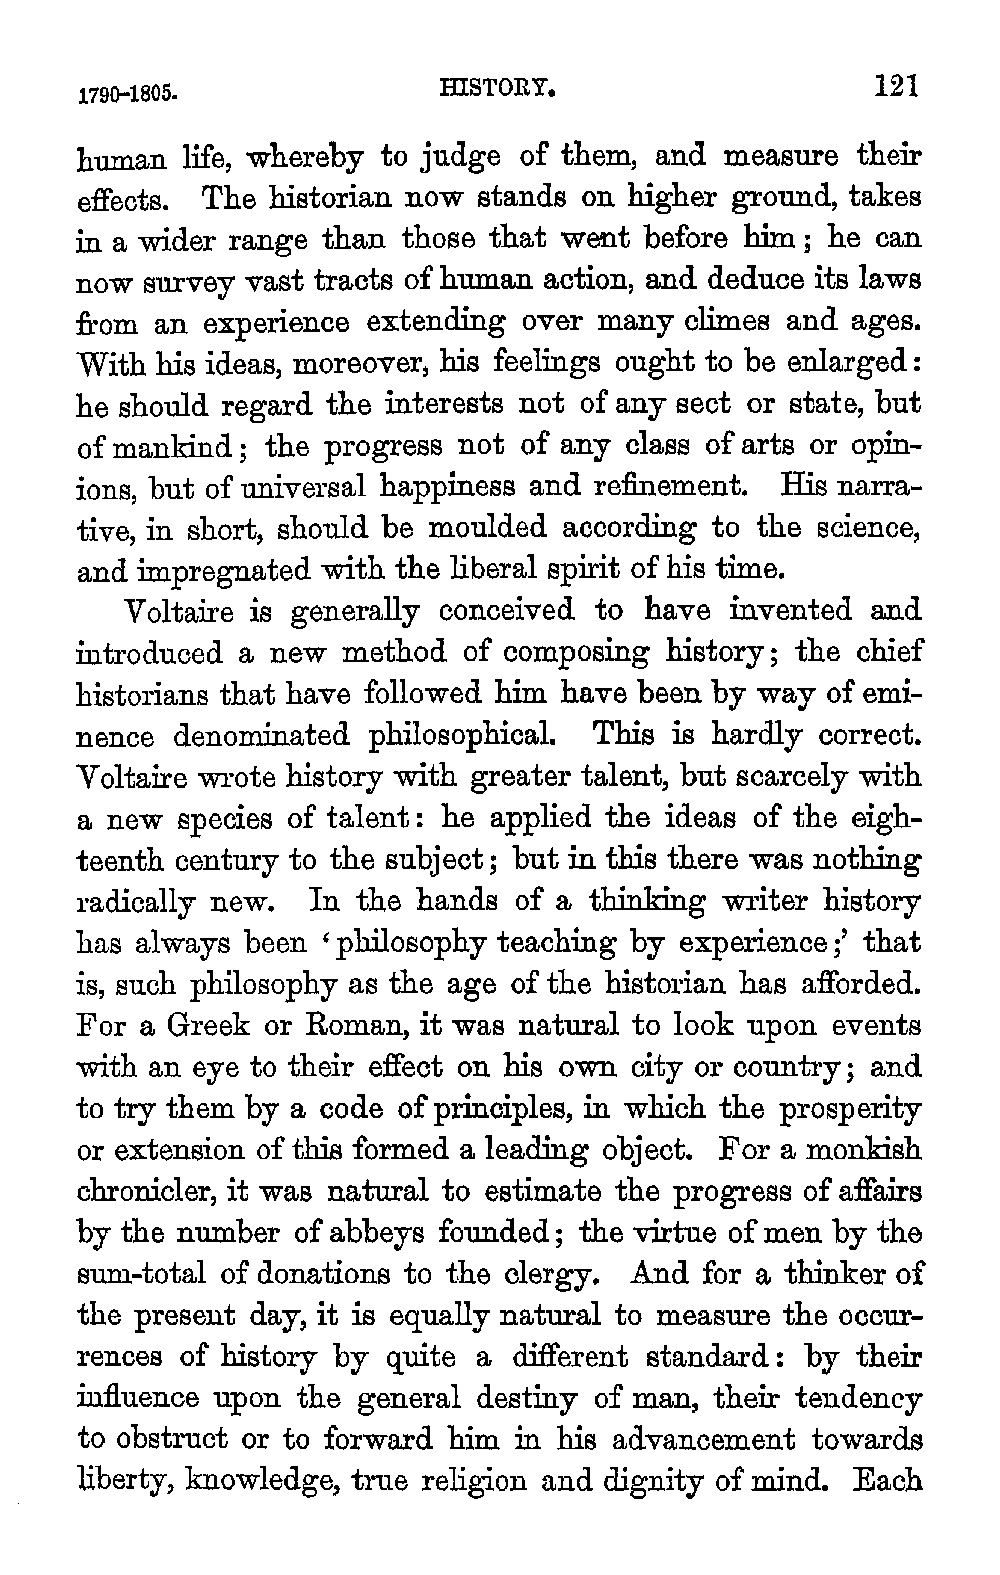 1790–1805. HISTORY. 121
human life, whereby to judge of them, and measure their
effects. The historian now stands on higher ground, takes
in a wider range than those that went before him; he can
now survey vast tracts of human action, and deduce its laws
from an experience extending over many climes and ages.
With his ideas, moreover, his feelings ought to be enlarged:
he should regard the interests not of any sect or state, but
of mankind; the progress not of any class of arts or opin-
ions, but of universal happiness and refinement. His narra-
tive, in short, should be moulded according to the science,
and impregnated with the liberal spirit of his time.
Voltaire is generally conceived to have invented and
introduced a new method of composing history; the chief
historians that have followed him have been by way of emi-
nence denominated philosophical. This is hardly correct.
Voltaire wrote history with greater talent, but scarcely with
a new species of talent: he applied the ideas of the eigh-
teenth century to the subject; but in this there was nothing
radically new. In the hands of a thinking writer history
has always been ‘philosophy teaching by experience;’ that
is, such philosophy as the age of the historian has afforded.
For a Greek or Roman, it was natural to look upon events
with an eye to their effect on his own city or country; and
to try them by a code of principles, in which the prosperity
or extension of this formed a leading object. For a monkish
chronicler, it was natural to estimate the progress of affairs
by the number of abbeys founded; the virtue of men by the
sum-total of donations to the clergy. And for a thinker of
the present day, it is equally natural to measure the occur-
rences of history by quite a different standard: by their
influence upon the general destiny of man, their tendency
to obstruct or to forward him in his advancement towards
liberty, knowledge, true religion and dignity of mind. Each